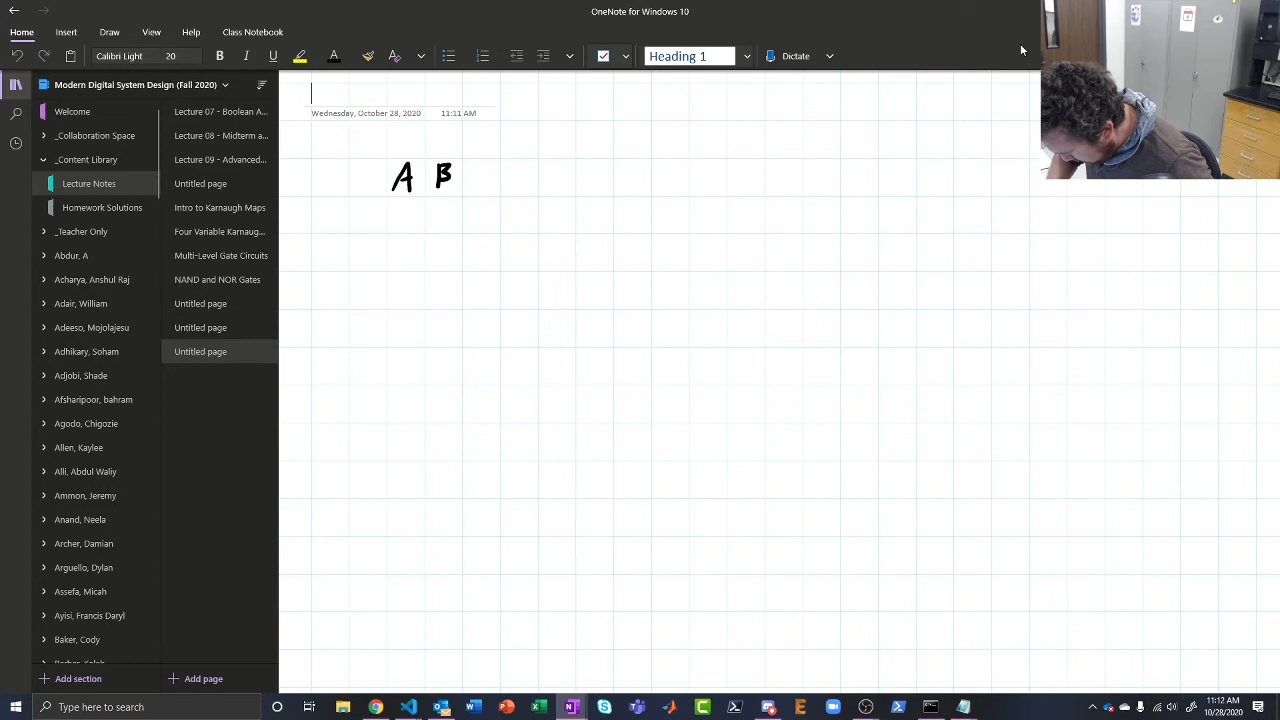 OneNote for Windows 10
Home Insert Draw View Help Class Notebook
Calibri Light 20 B I U A Heading 1 Dictate
Modern Digital System Design (Fall 2020)
Welcome
_Collaboration Space
_Content Library
Lecture Notes
Homework Solutions
_Teacher Only
Abdur, A
Acharya, Anshul Raj
Adair, William
Adeeso, Mojolajesu
Adhikary, Soham
Adjobi, Shade
Afsharipoor, bahram
Agodo, Chigozie
Allen, Kaylee
Alli, Abdul Waliy
Ammon, Jeremy
Anand, Neela
Archer, Damian
Arguello, Dylan
Assefa, Micah
Ayisi, Francis Daryl
Baker, Cody
Add section
Lecture 07 - Boolean A...
Lecture 08 - Midterm a...
Lecture 09 - Advanced...
Untitled page
Intro to Karnaugh Maps
Four Variable Karnaug...
Multi-Level Gate Circuits
NAND and NOR Gates
Untitled page
Untitled page
Untitled page
Add page
Wednesday, October 28, 2020 11:11 AM
A B
Type here to search
11:12 AM
10/28/2020